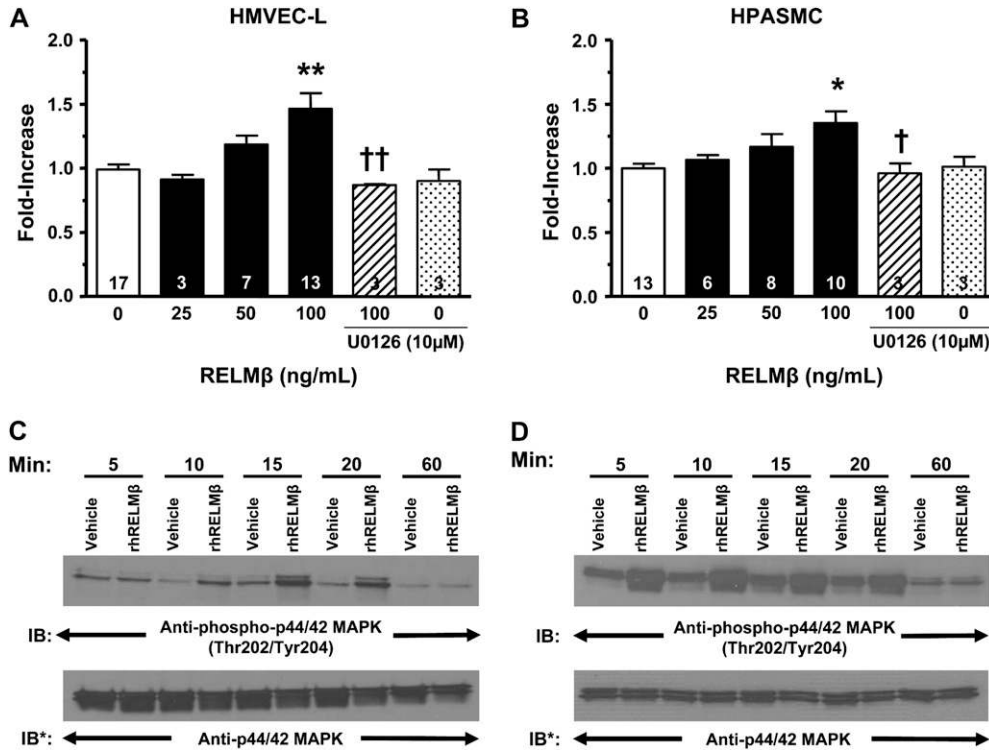 A
HMVEC-L
Fold-Increase
2.0
1.5
1.0
0.5
0.0
**
††
17
3
7
13
3
3
0
25
50
100
100
0
U0126 (10µM)
RELMβ (ng/mL)
B
HPASMC
Fold-Increase
2.0
1.5
1.0
0.5
0.0
*
†
13
6
8
10
3
3
0
25
50
100
100
0
U0126 (10µM)
RELMβ (ng/mL)
C
Min: 5 10 15 20 60
Vehicle
rhRELMβ
Vehicle
rhRELMβ
Vehicle
rhRELMβ
Vehicle
rhRELMβ
Vehicle
rhRELMβ
IB: Anti-phospho-p44/42 MAPK
(Thr202/Tyr204)
IB*: Anti-p44/42 MAPK
D
Min: 5 10 15 20 60
Vehicle
rhRELMβ
Vehicle
rhRELMβ
Vehicle
rhRELMβ
Vehicle
rhRELMβ
Vehicle
rhRELMβ
IB: Anti-phospho-p44/42 MAPK
(Thr202/Tyr204)
IB*: Anti-p44/42 MAPK